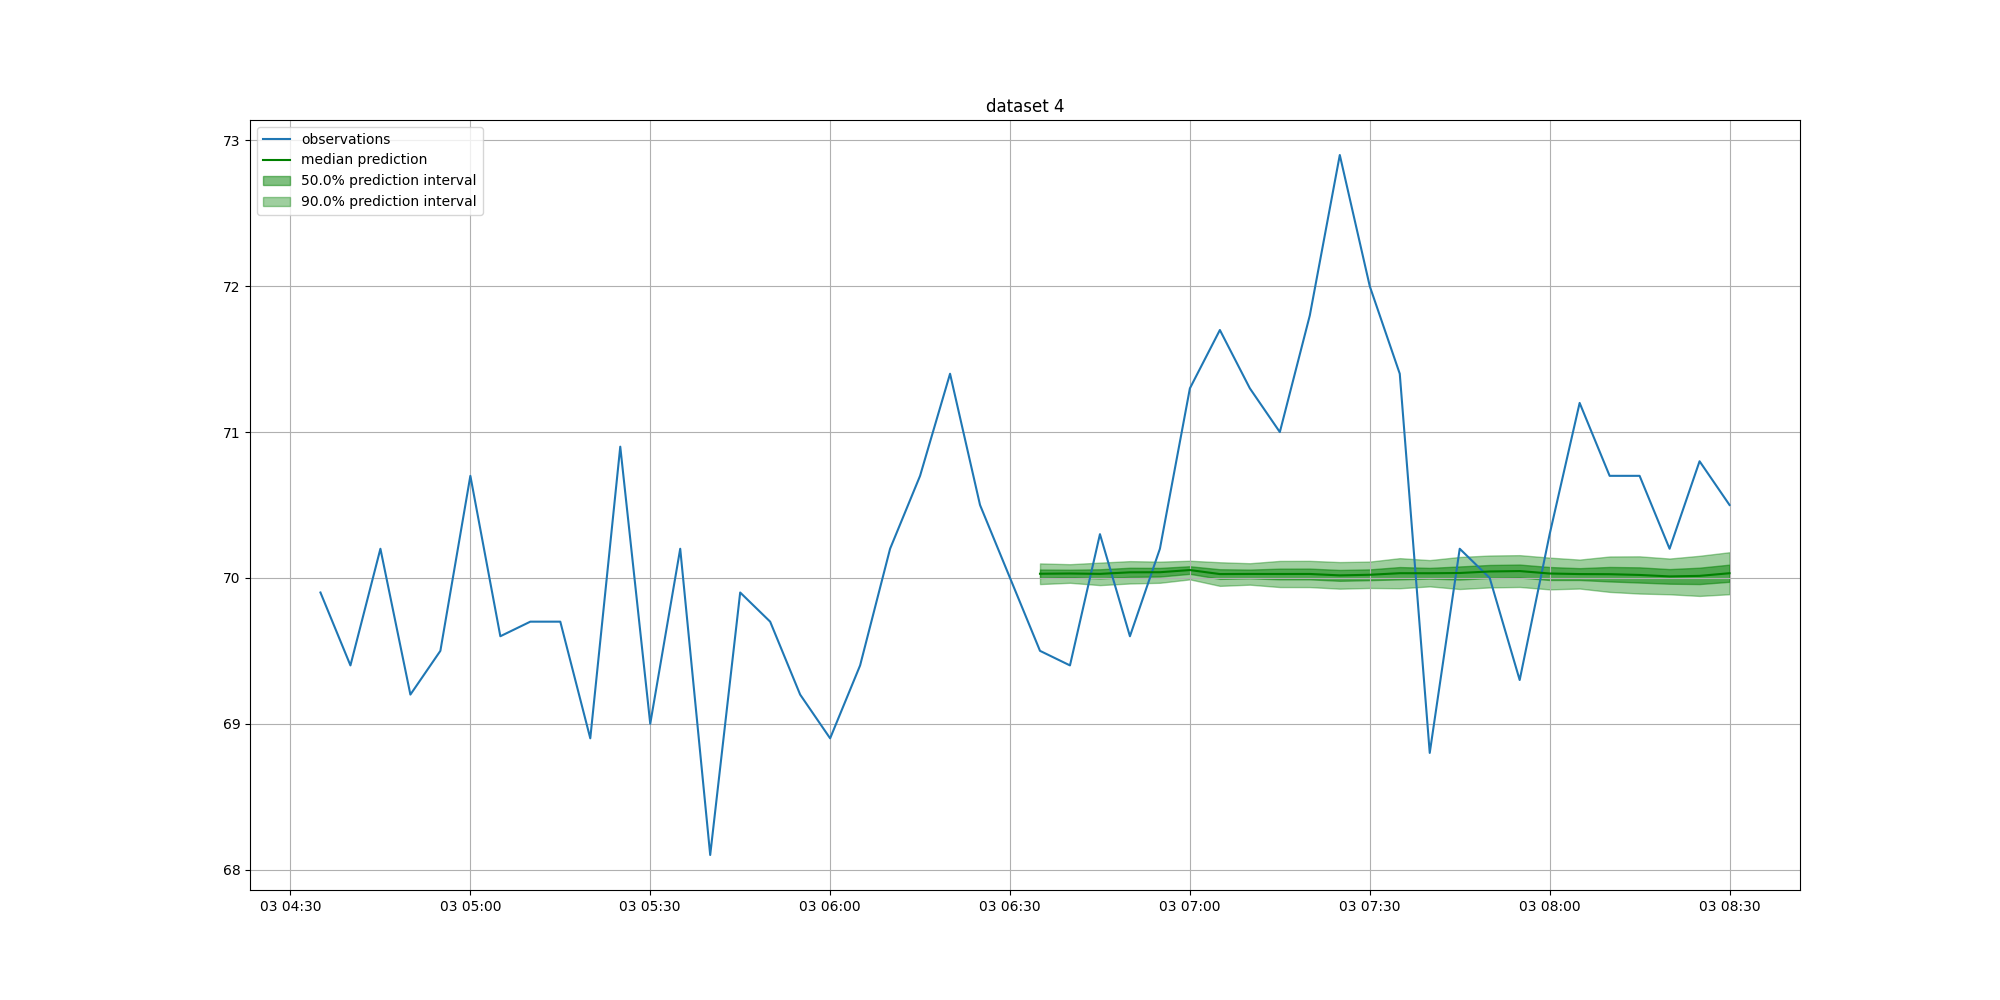 dataset 4
observations
median prediction
50.0% prediction interval
90.0% prediction interval
73
72
71
70
69
68
03 04:30 03 05:00 03 05:30 03 06:00 03 06:30 03 07:00 03 07:30 03 08:00 03 08:30